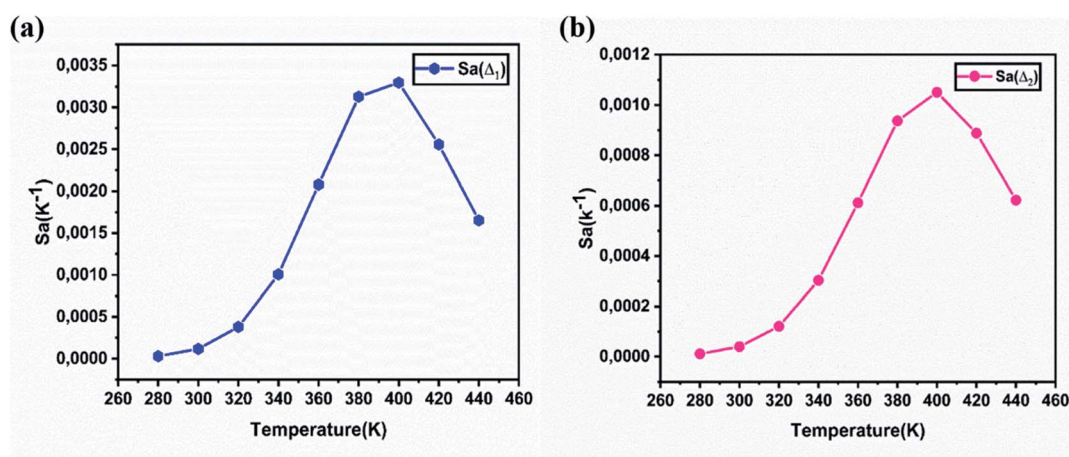 (a)
Sa(Δ₁)
Sa(K⁻¹)
0,0035
0,0030
0,0025
0,0020
0,0015
0,0010
0,0005
0,0000
260 280 300 320 340 360 380 400 420 440 460
Temperature(K)
(b)
Sa(Δ₂)
Sa(k⁻¹)
0,0012
0,0010
0,0008
0,0006
0,0004
0,0002
0,0000
260 280 300 320 340 360 380 400 420 440 460
Temperature(K)